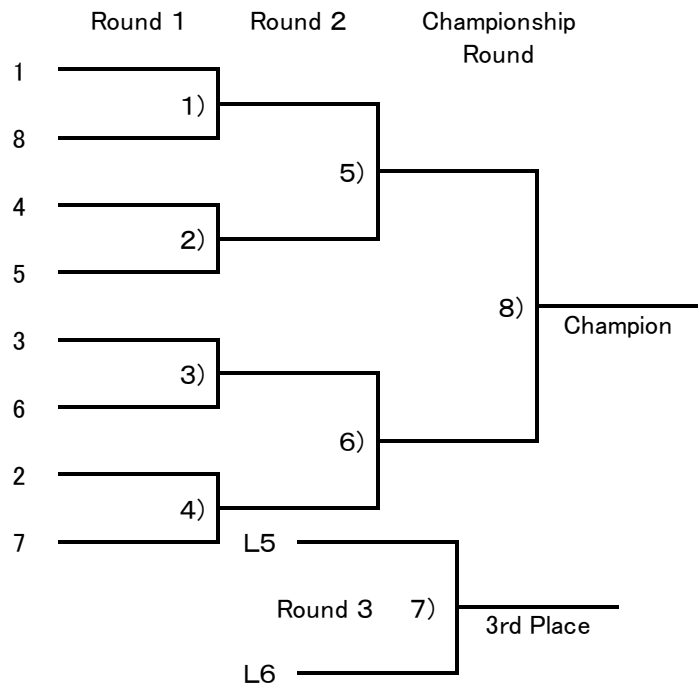 Round 1
Round 2
Championship
Round
1
1)
8
5)
4
2)
5
8)
Champion
3
3)
6
6)
2
4)
7
L5
Round 3
7)
3rd Place
L6